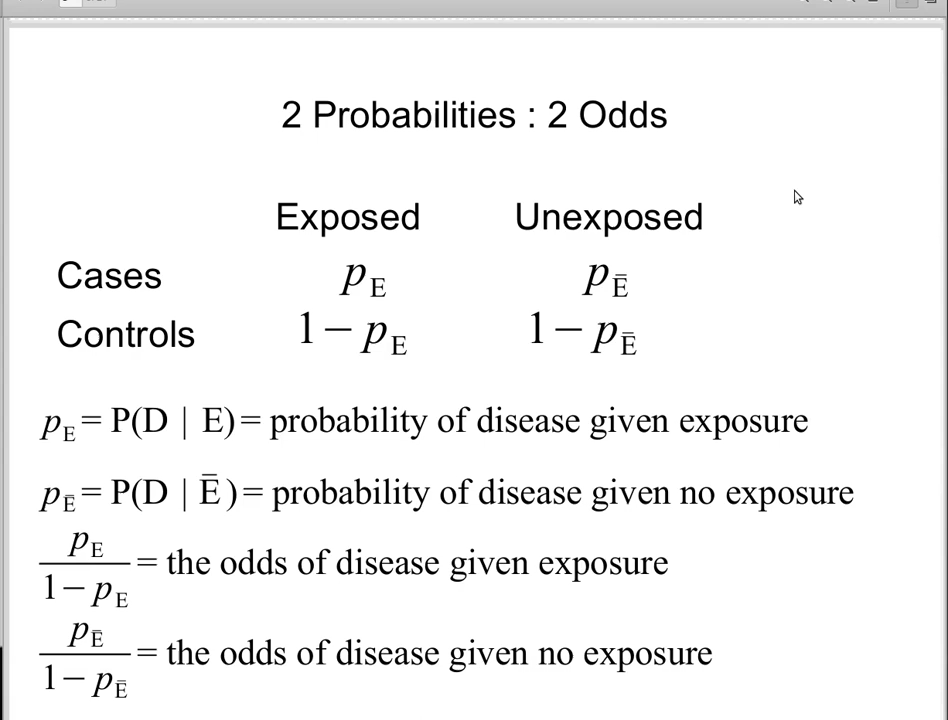 2 Probabilities : 2 Odds
Exposed Unexposed
Cases p_E p_Ē
Controls 1 − p_E 1 − p_Ē
p_E = P(D | E) = probability of disease given exposure
p_Ē = P(D | Ē) = probability of disease given no exposure
p_E / (1 − p_E) = the odds of disease given exposure
p_Ē / (1 − p_Ē) = the odds of disease given no exposure